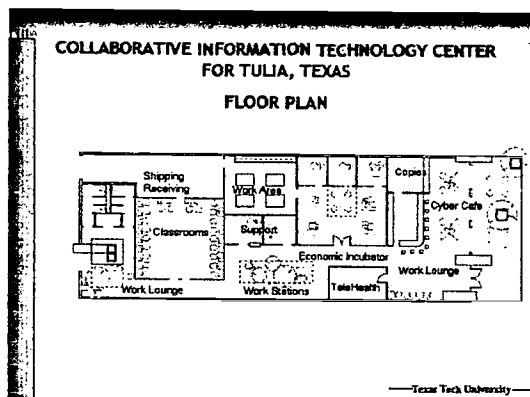 COLLABORATIVE INFORMATION TECHNOLOGY CENTER
FOR TULIA, TEXAS
FLOOR PLAN
Shipping
Receiving
Work Area
Copies
Cyber Cafe
Classrooms
Support
Economic Incubator
Work Lounge
Work Stations
TeleHealth
Work Lounge
Texas Tech University